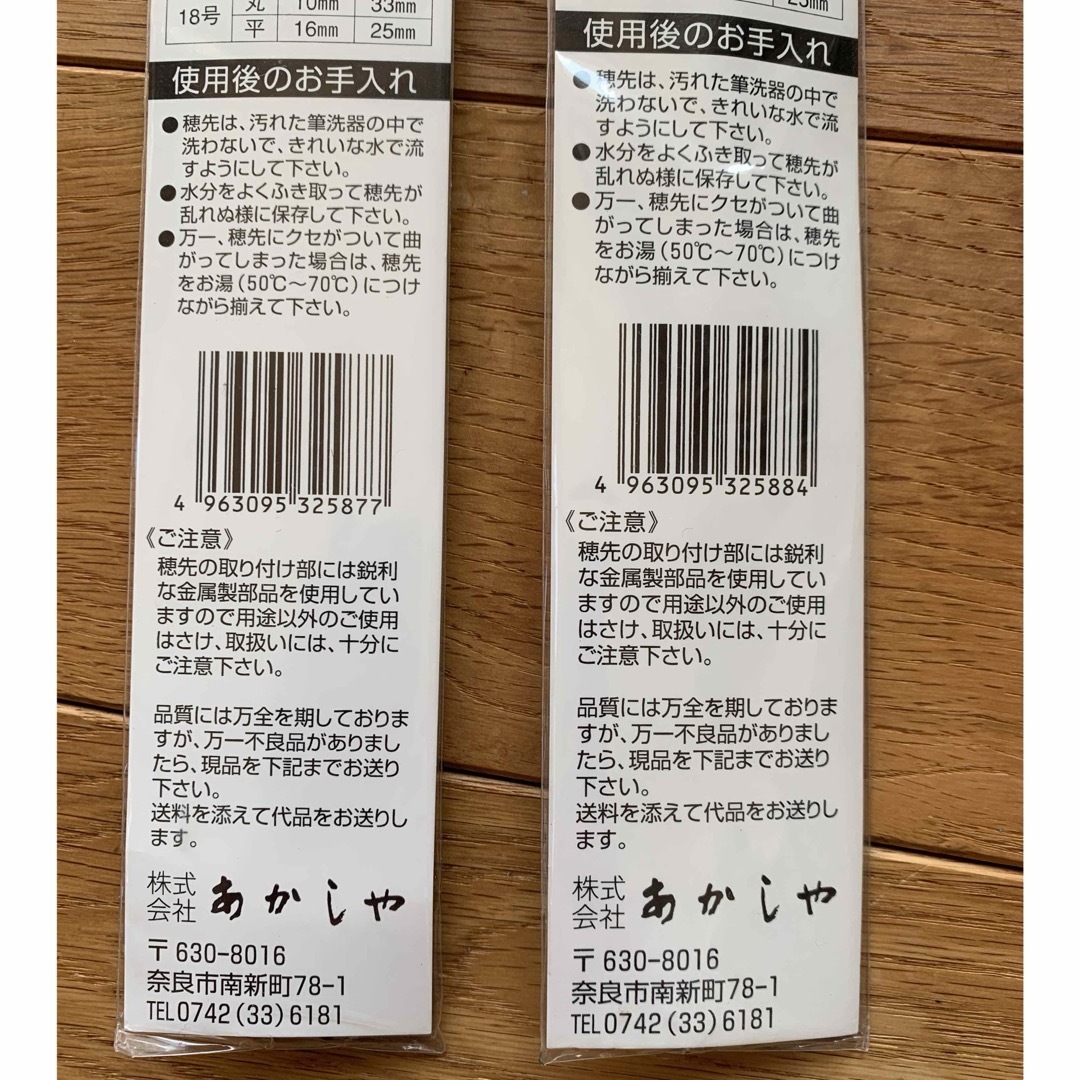 18号 丸 10mm 33mm
平 16mm 25mm
使用後のお手入れ
●穂先は、汚れた筆洗器の中で
洗わないで、きれいな水で流
すようにして下さい。
●水分をよくふき取って穂先が
乱れぬ様に保存して下さい。
●万一、穂先にクセがついて曲
がってしまった場合は、穂先
をお湯(50℃〜70℃)につけ
ながら揃えて下さい。
4 963095 325877
《ご注意》
穂先の取り付け部には鋭利
な金属製部品を使用してい
ますので用途以外のご使用
はさけ、取扱いには、十分に
ご注意下さい。
品質には万全を期しておりま
すが、万一不良品がありまし
たら、現品を下記までお送り
下さい。
送料を添えて代品をお送りし
ます。
株式会社 あかしや
〒630-8016
奈良市南新町78-1
TEL0742(33)6181
25mm
使用後のお手入れ
●穂先は、汚れた筆洗器の中で
洗わないで、きれいな水で流
すようにして下さい。
●水分をよくふき取って穂先が
乱れぬ様に保存して下さい。
●万一、穂先にクセがついて曲
がってしまった場合は、穂先
をお湯(50℃〜70℃)につけ
ながら揃えて下さい。
4 963095 325884
《ご注意》
穂先の取り付け部には鋭利
な金属製部品を使用してい
ますので用途以外のご使用
はさけ、取扱いには、十分に
ご注意下さい。
品質には万全を期しておりま
すが、万一不良品がありまし
たら、現品を下記までお送り
下さい。
送料を添えて代品をお送りし
ます。
株式会社 あかしや
〒630-8016
奈良市南新町78-1
TEL0742(33)6181